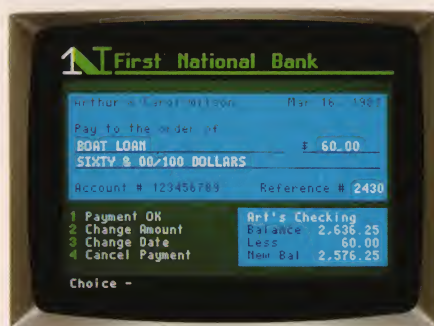 1NT First National Bank
Arthur & Carol Wilson Mar 16, 1983
Pay to the order of
BOAT LOAN $ 60.00
SIXTY & 00/100 DOLLARS
Account # 123456789 Reference # 2430
1 Payment OK
2 Change Amount
3 Change Date
4 Cancel Payment
Art's Checking
Balance 2,636.25
Less 60.00
New Bal 2,576.25
Choice -